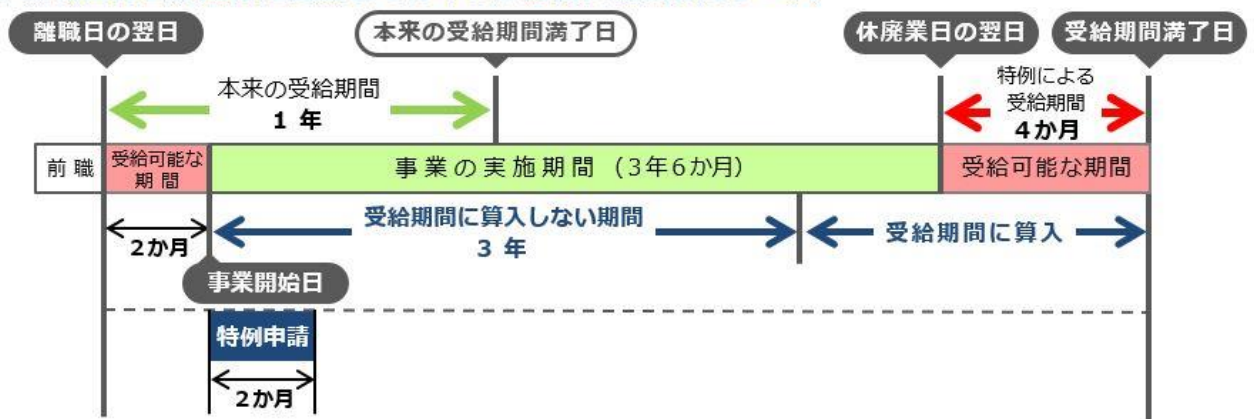 離職日の翌日
本来の受給期間満了日
休廃業日の翌日
受給期間満了日
本来の受給期間
1 年
特例による
受給期間
4か月
前職
受給可能な
期間
事業の実施期間 (3年6か月)
受給可能な期間
2か月
受給期間に算入しない期間
3 年
受給期間に算入
事業開始日
特例申請
2か月